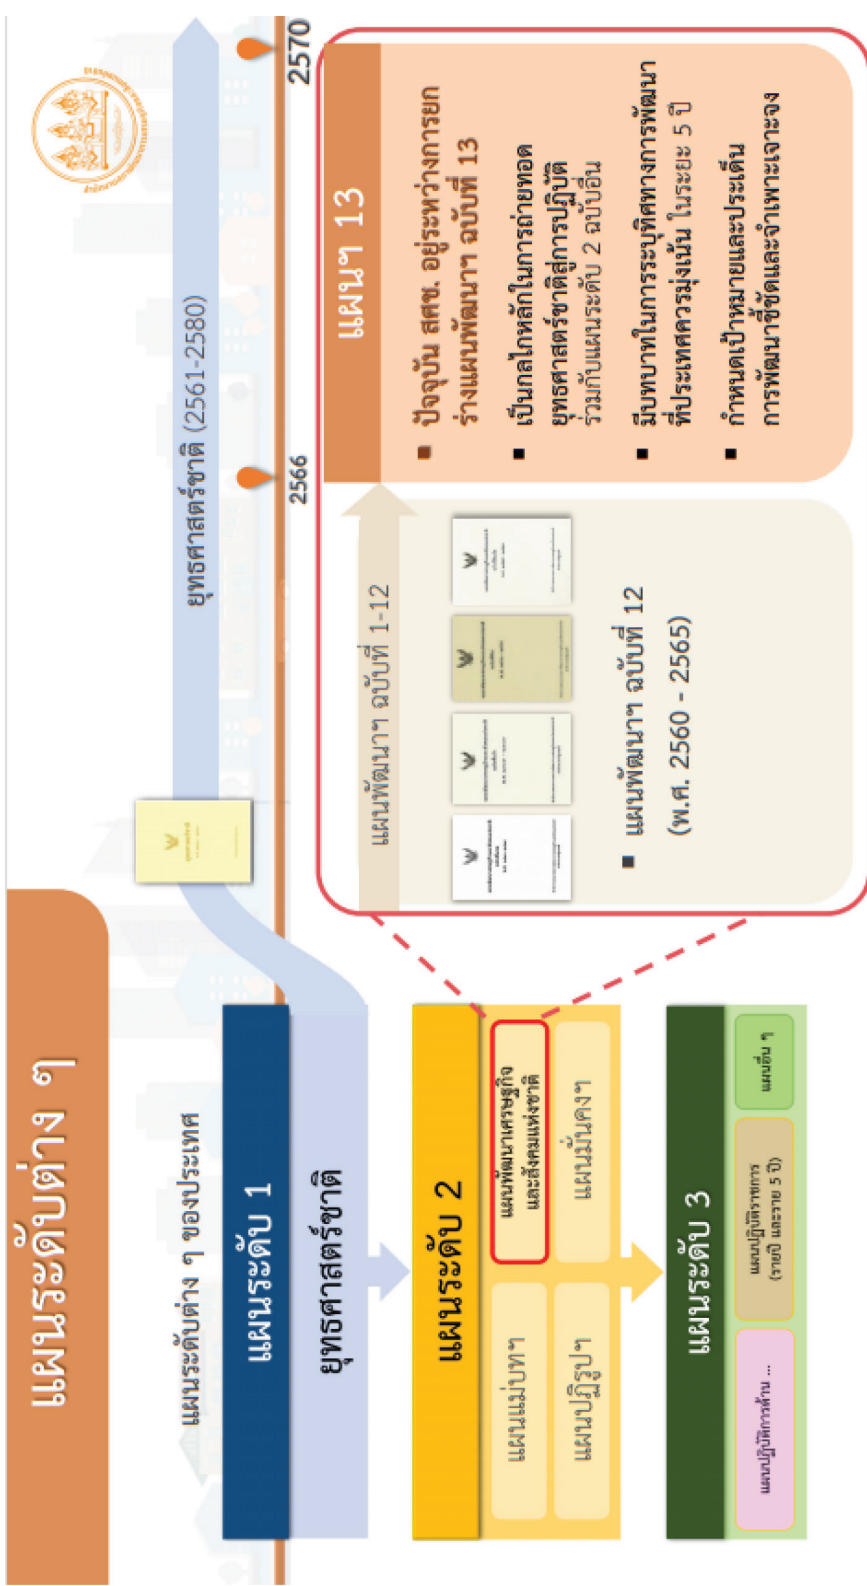 แผนระดับต่าง ๆ
แผนระดับต่าง ๆ ของประเทศ
แผนระดับ 1
ยุทธศาสตร์ชาติ
แผนระดับ 2
แผนแม่บทฯ
แผนพัฒนาเศรษฐกิจ
และสังคมแห่งชาติ
แผนปฏิรูปฯ
แผนมั่นคงฯ
แผนระดับ 3
แผนปฏิบัติการด้าน ...
แผนปฏิบัติราชการ
(รายปี และราย 5 ปี)
แผนอื่น ๆ
ยุทธศาสตร์ชาติ (2561-2580)
2566
2570
แผนพัฒนาฯ ฉบับที่ 1-12
▪ แผนพัฒนาฯ ฉบับที่ 12
(พ.ศ. 2560 - 2565)
แผนฯ 13
▪ ปัจจุบัน สศช. อยู่ระหว่างการยก
ร่างแผนพัฒนาฯ ฉบับที่ 13
▪ เป็นกลไกหลักในการถ่ายทอด
ยุทธศาสตร์ชาติสู่การปฏิบัติ
ร่วมกับแผนระดับ 2 ฉบับอื่น
▪ มีบทบาทในการระบุทิศทางการพัฒนา
ที่ประเทศควรมุ่งเน้น ในระยะ 5 ปี
▪ กำหนดเป้าหมายและประเด็น
การพัฒนาชี้ชัดและจำเพาะเจาะจง